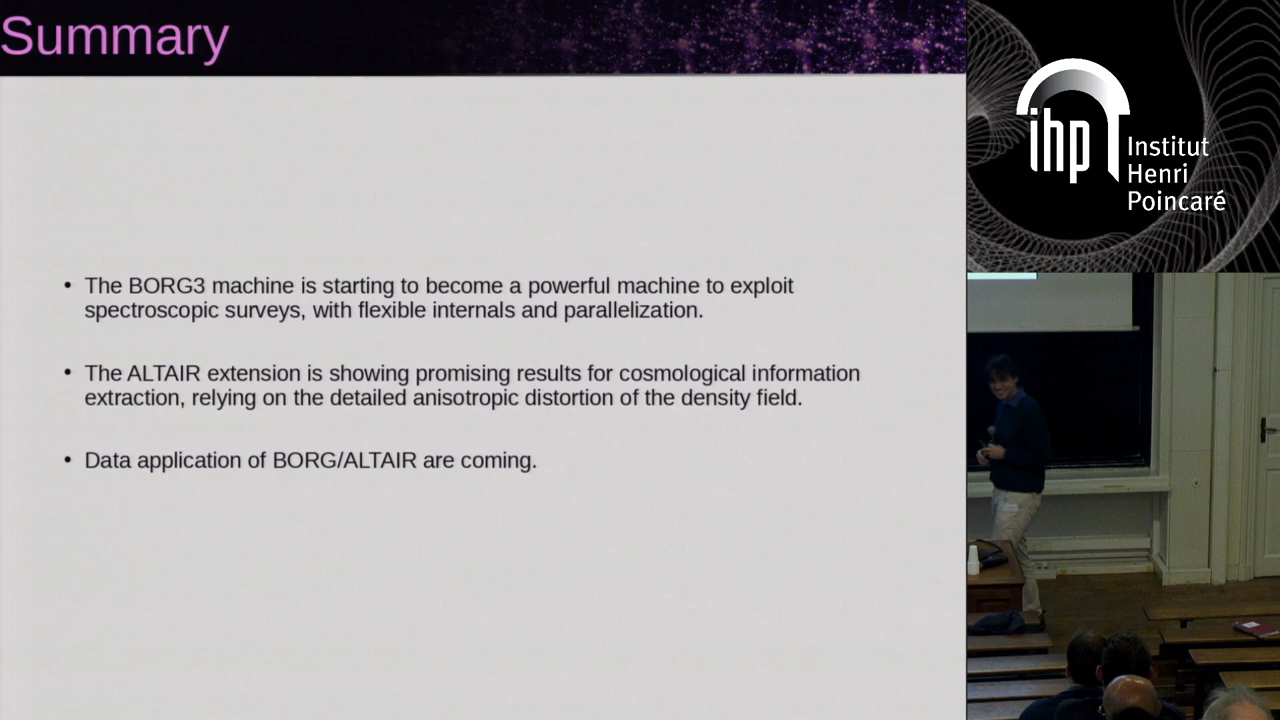 Summary
• The BORG3 machine is starting to become a powerful machine to exploit
spectroscopic surveys, with flexible internals and parallelization.
• The ALTAIR extension is showing promising results for cosmological information
extraction, relying on the detailed anisotropic distortion of the density field.
• Data application of BORG/ALTAIR are coming.
ihp
Institut
Henri
Poincaré